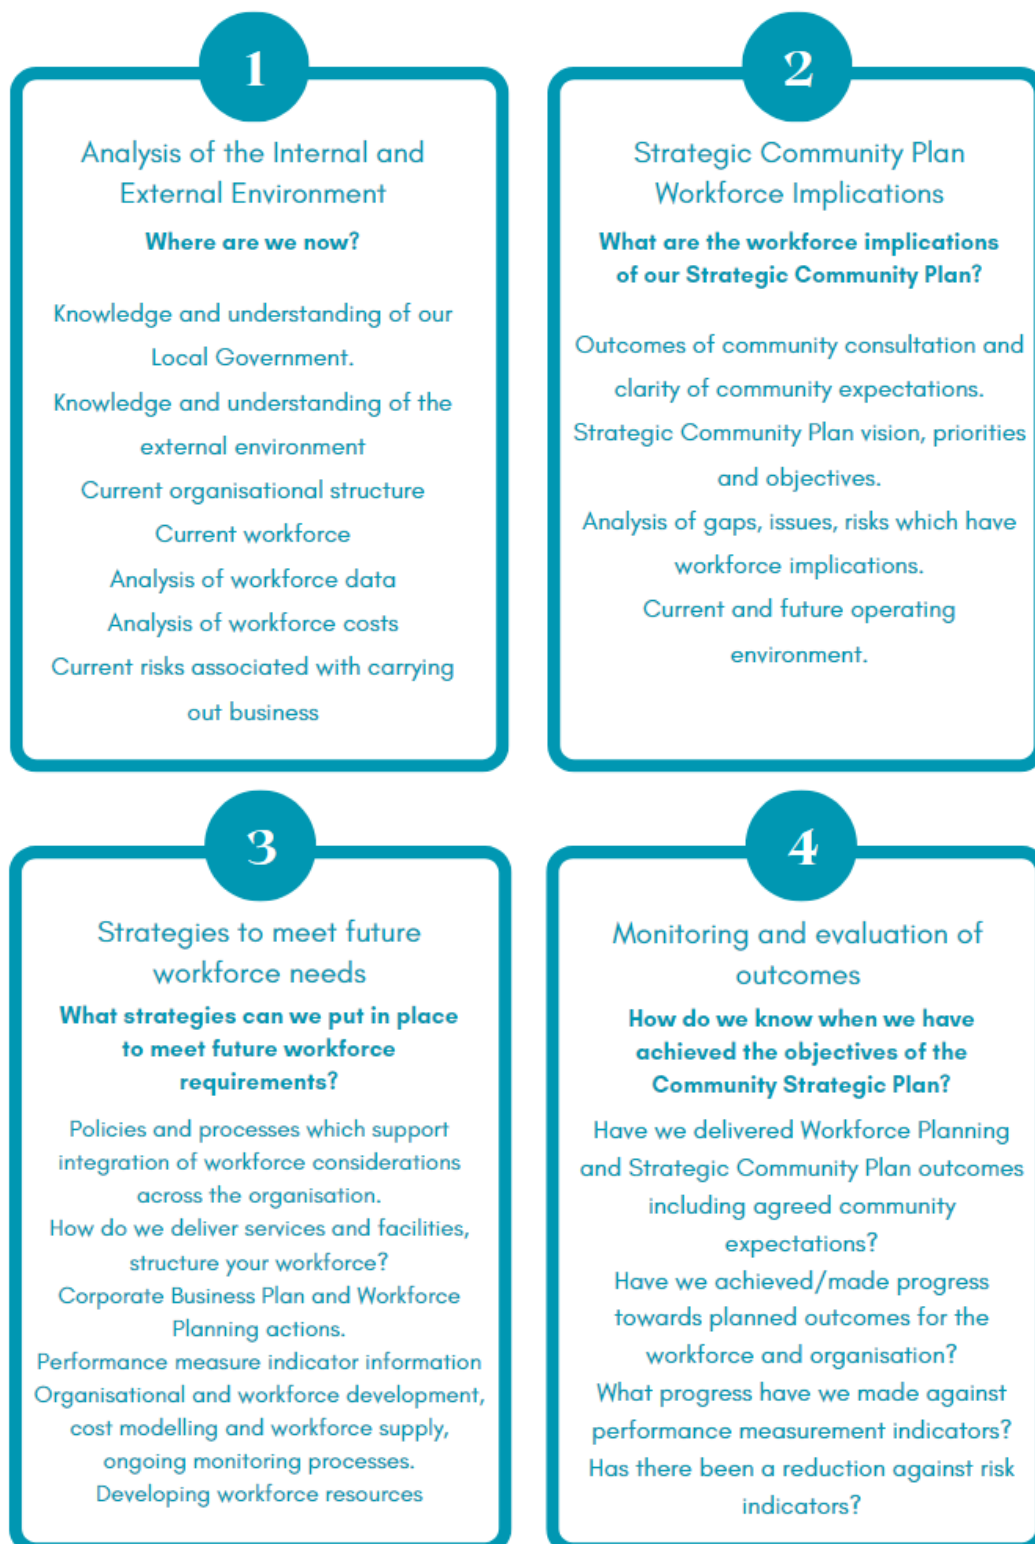 1
Analysis of the Internal and
External Environment
Where are we now?
Knowledge and understanding of our
Local Government.
Knowledge and understanding of the
external environment
Current organisational structure
Current workforce
Analysis of workforce data
Analysis of workforce costs
Current risks associated with carrying
out business
2
Strategic Community Plan
Workforce Implications
What are the workforce implications
of our Strategic Community Plan?
Outcomes of community consultation and
clarity of community expectations.
Strategic Community Plan vision, priorities
and objectives.
Analysis of gaps, issues, risks which have
workforce implications.
Current and future operating
environment.
3
Strategies to meet future
workforce needs
What strategies can we put in place
to meet future workforce
requirements?
Policies and processes which support
integration of workforce considerations
across the organisation.
How do we deliver services and facilities,
structure your workforce?
Corporate Business Plan and Workforce
Planning actions.
Performance measure indicator information
Organisational and workforce development,
cost modelling and workforce supply,
ongoing monitoring processes.
Developing workforce resources
4
Monitoring and evaluation of
outcomes
How do we know when we have
achieved the objectives of the
Community Strategic Plan?
Have we delivered Workforce Planning
and Strategic Community Plan outcomes
including agreed community
expectations?
Have we achieved/made progress
towards planned outcomes for the
workforce and organisation?
What progress have we made against
performance measurement indicators?
Has there been a reduction against risk
indicators?